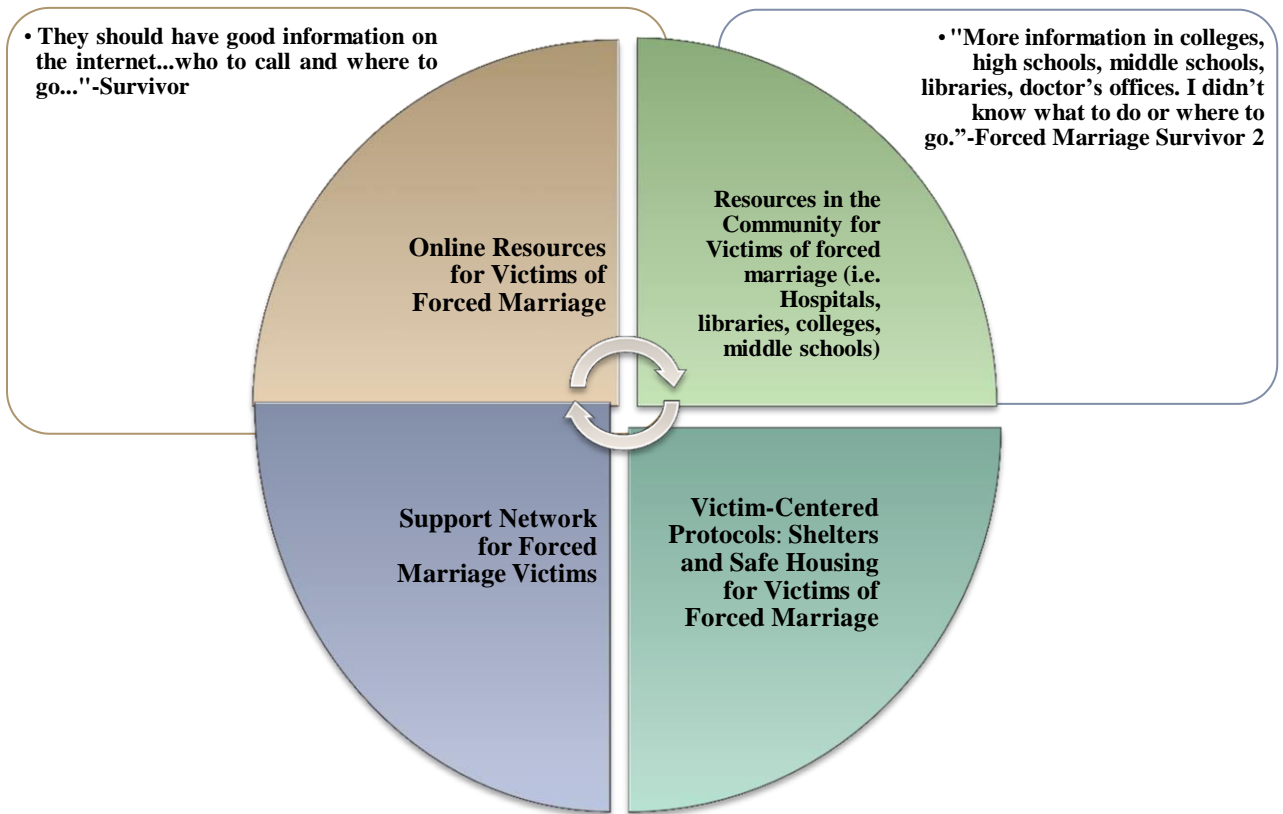 • They should have good information on
the internet...who to call and where to
go..."-Survivor
• "More information in colleges,
high schools, middle schools,
libraries, doctor’s offices. I didn’t
know what to do or where to
go.”-Forced Marriage Survivor 2
Online Resources
for Victims of
Forced Marriage
Resources in the
Community for
Victims of forced
marriage (i.e.
Hospitals,
libraries, colleges,
middle schools)
Support Network
for Forced
Marriage Victims
Victim-Centered
Protocols: Shelters
and Safe Housing
for Victims of
Forced Marriage